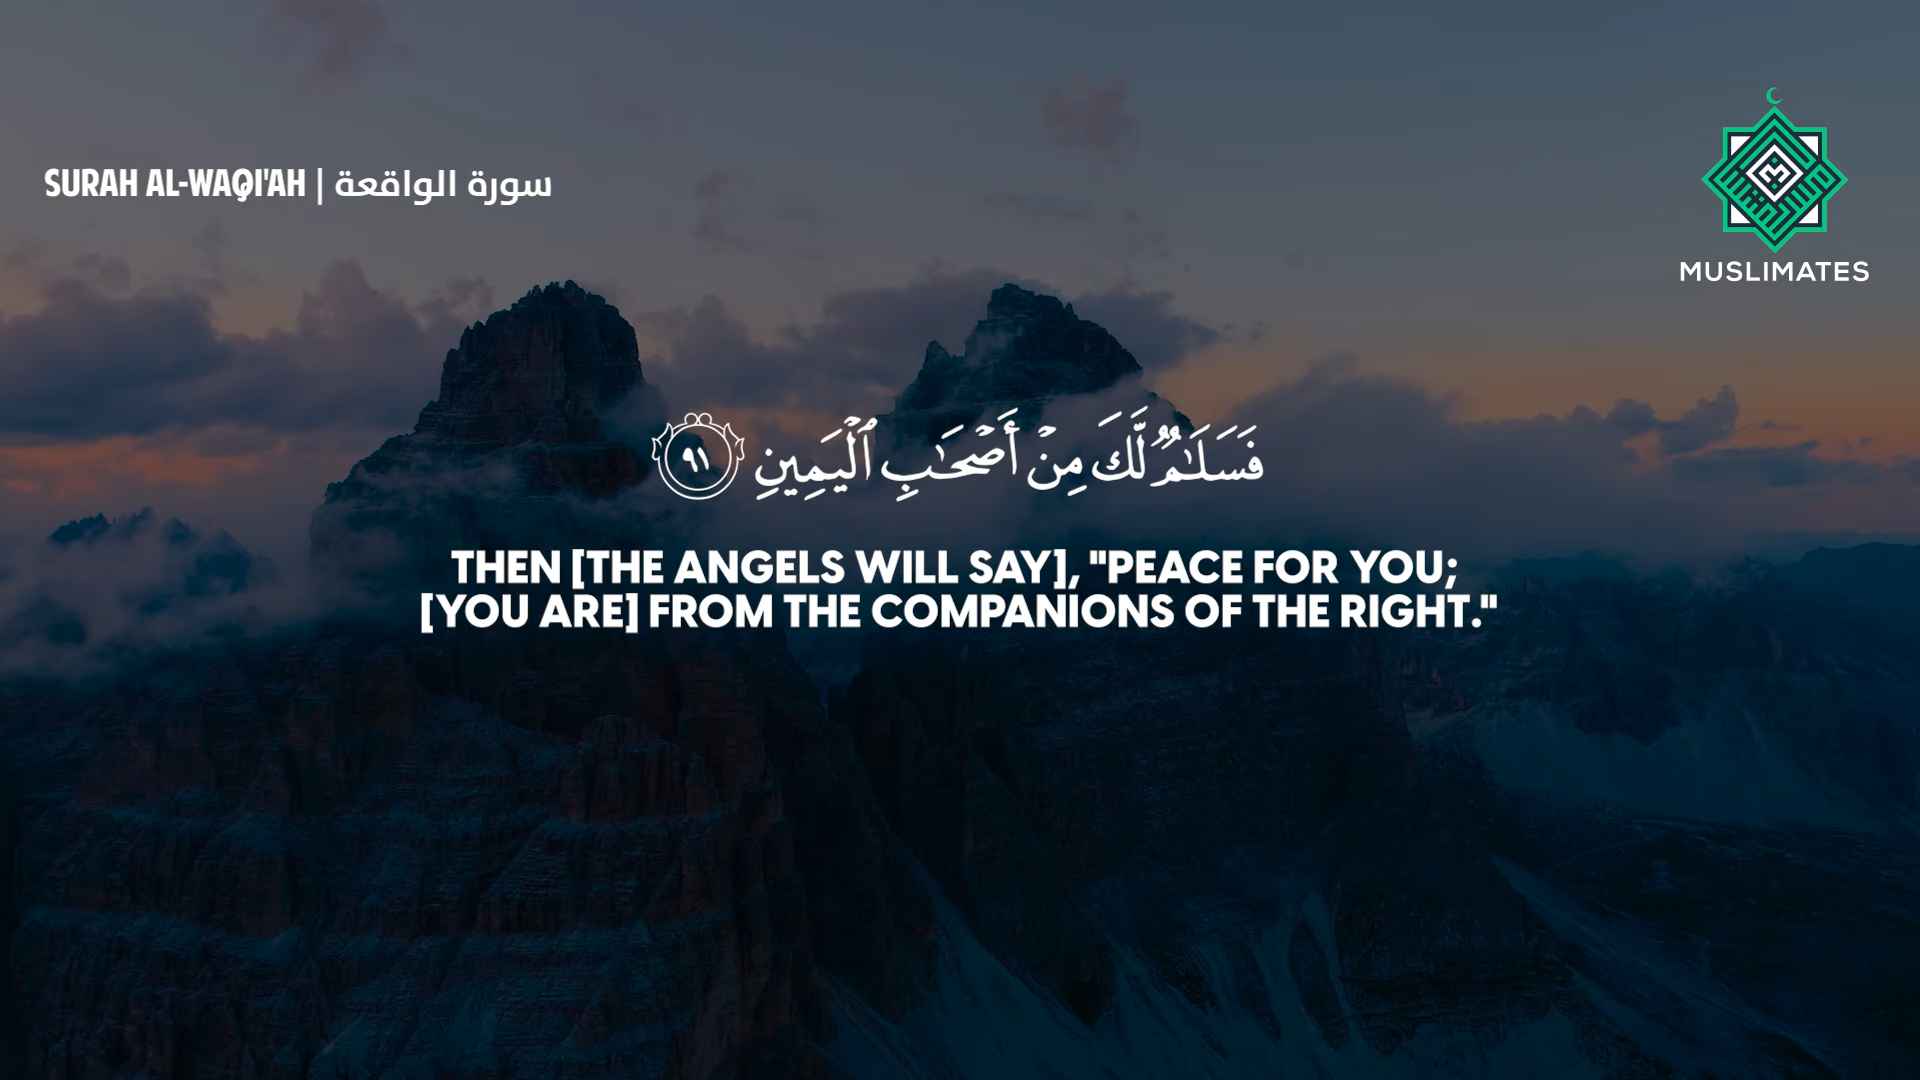 SURAH AL-WAQI'AH | سورة الواقعة
MUSLIMATES
فَسَلَـٰمٌ لَّكَ مِنْ أَصْحَـٰبِ ٱلْيَمِينِ ٩١
THEN [THE ANGELS WILL SAY], "PEACE FOR YOU;
[YOU ARE] FROM THE COMPANIONS OF THE RIGHT."